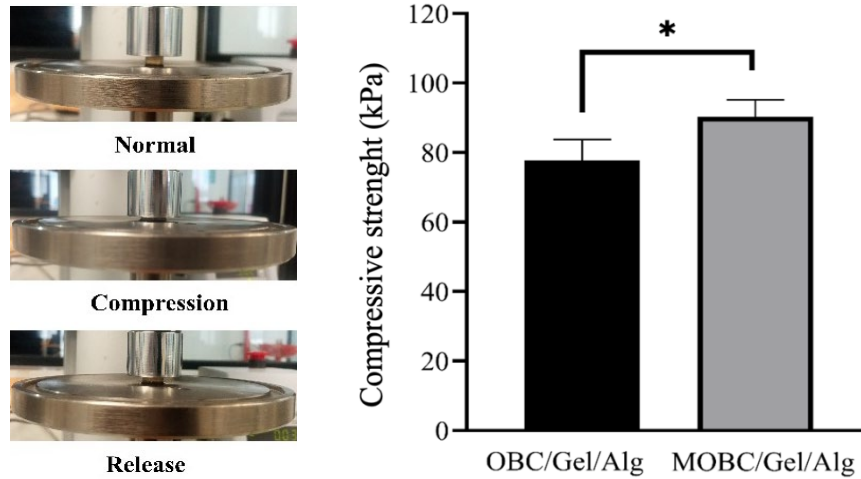 Normal
Compression
Release
Compressive strenght (kPa)
120
100
80
60
40
20
0
*
OBC/Gel/Alg MOBC/Gel/Alg